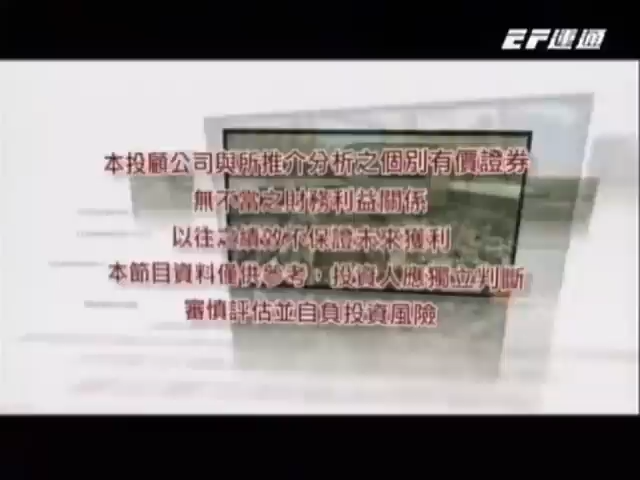 EF運通
本投顧公司與所推介分析之個別有價證券
無不當之財務利益關係
以往之績效不保證未來獲利
本節目資料僅供參考，投資人應獨立判斷
審慎評估並自負投資風險